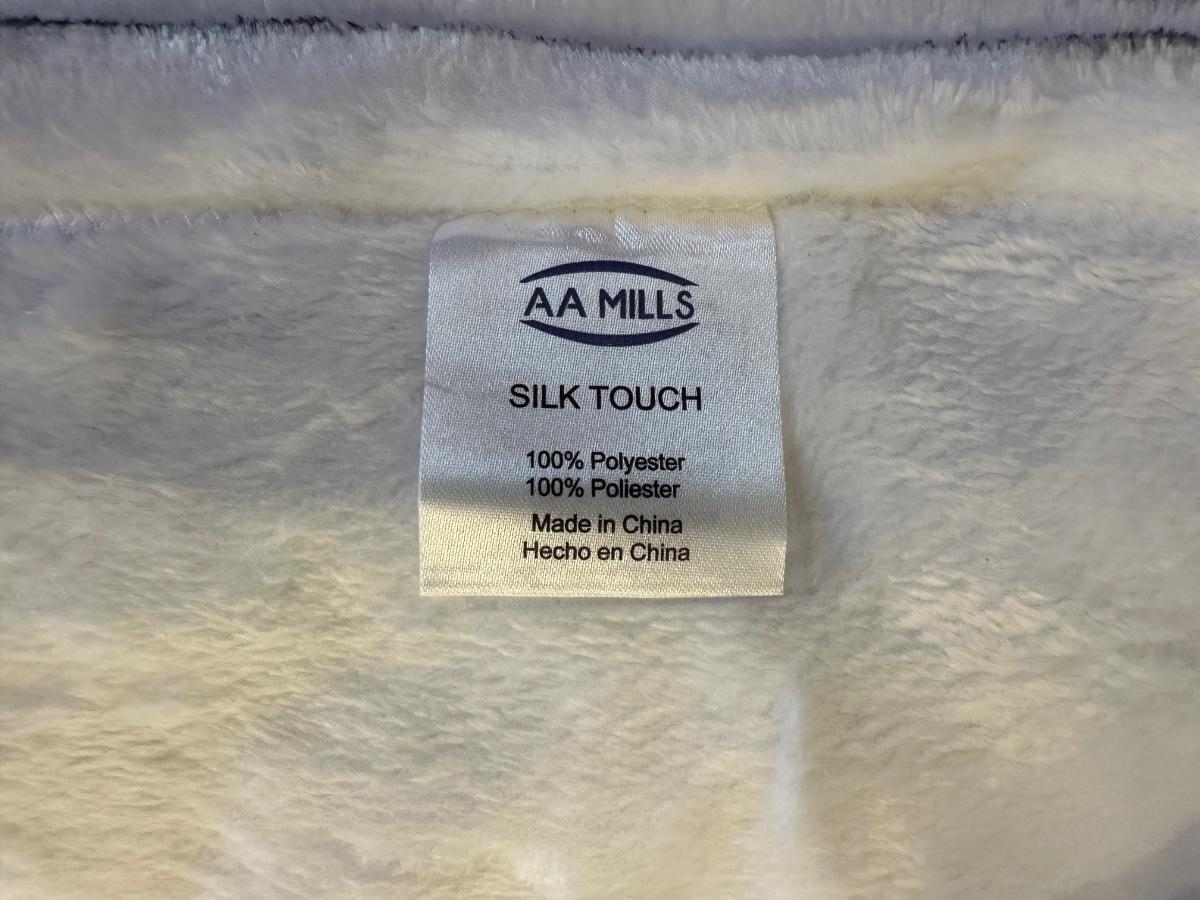 AA MILLS
SILK TOUCH
100% Polyester
100% Poliester
Made in China
Hecho en China